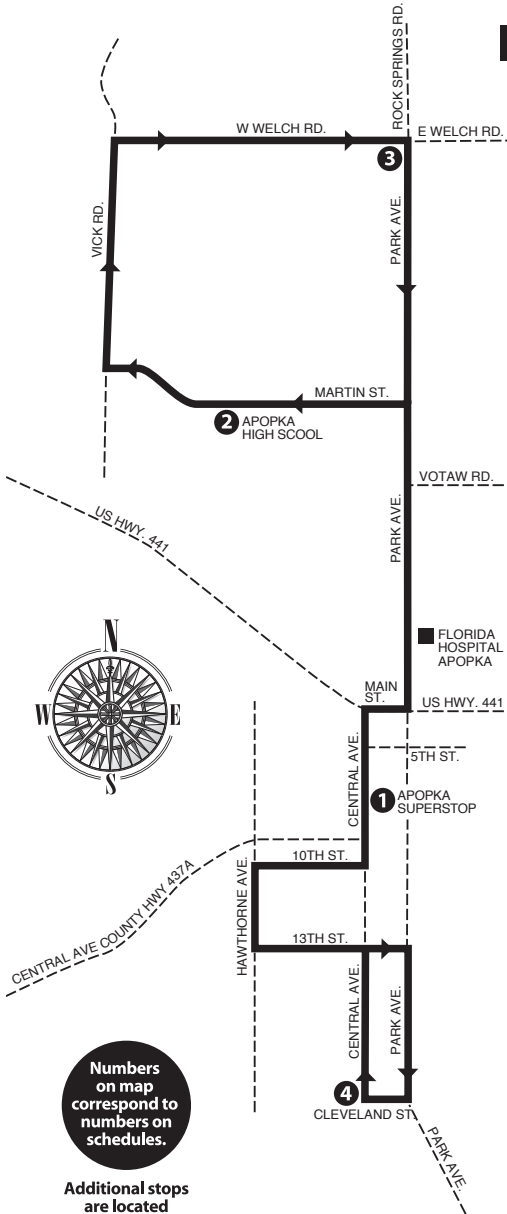 ROCK SPRINGS RD.
W WELCH RD.
E WELCH RD.
3
VICK RD.
PARK AVE.
MARTIN ST.
2 APOPKA
HIGH SCOOL
VOTAW RD.
US HWY. 441
PARK AVE.
FLORIDA
HOSPITAL
APOPKA
N
W
E
S
MAIN
ST.
US HWY. 441
5TH ST.
CENTRAL AVE.
1 APOPKA
SUPERSTOP
10TH ST.
CENTRAL AVE COUNTY HWY 437A
HAWTHORNE AVE.
13TH ST.
CENTRAL AVE.
PARK AVE.
4
CLEVELAND ST.
PARK AVE.
Numbers
on map
correspond to
numbers on
schedules.
Additional stops
are located